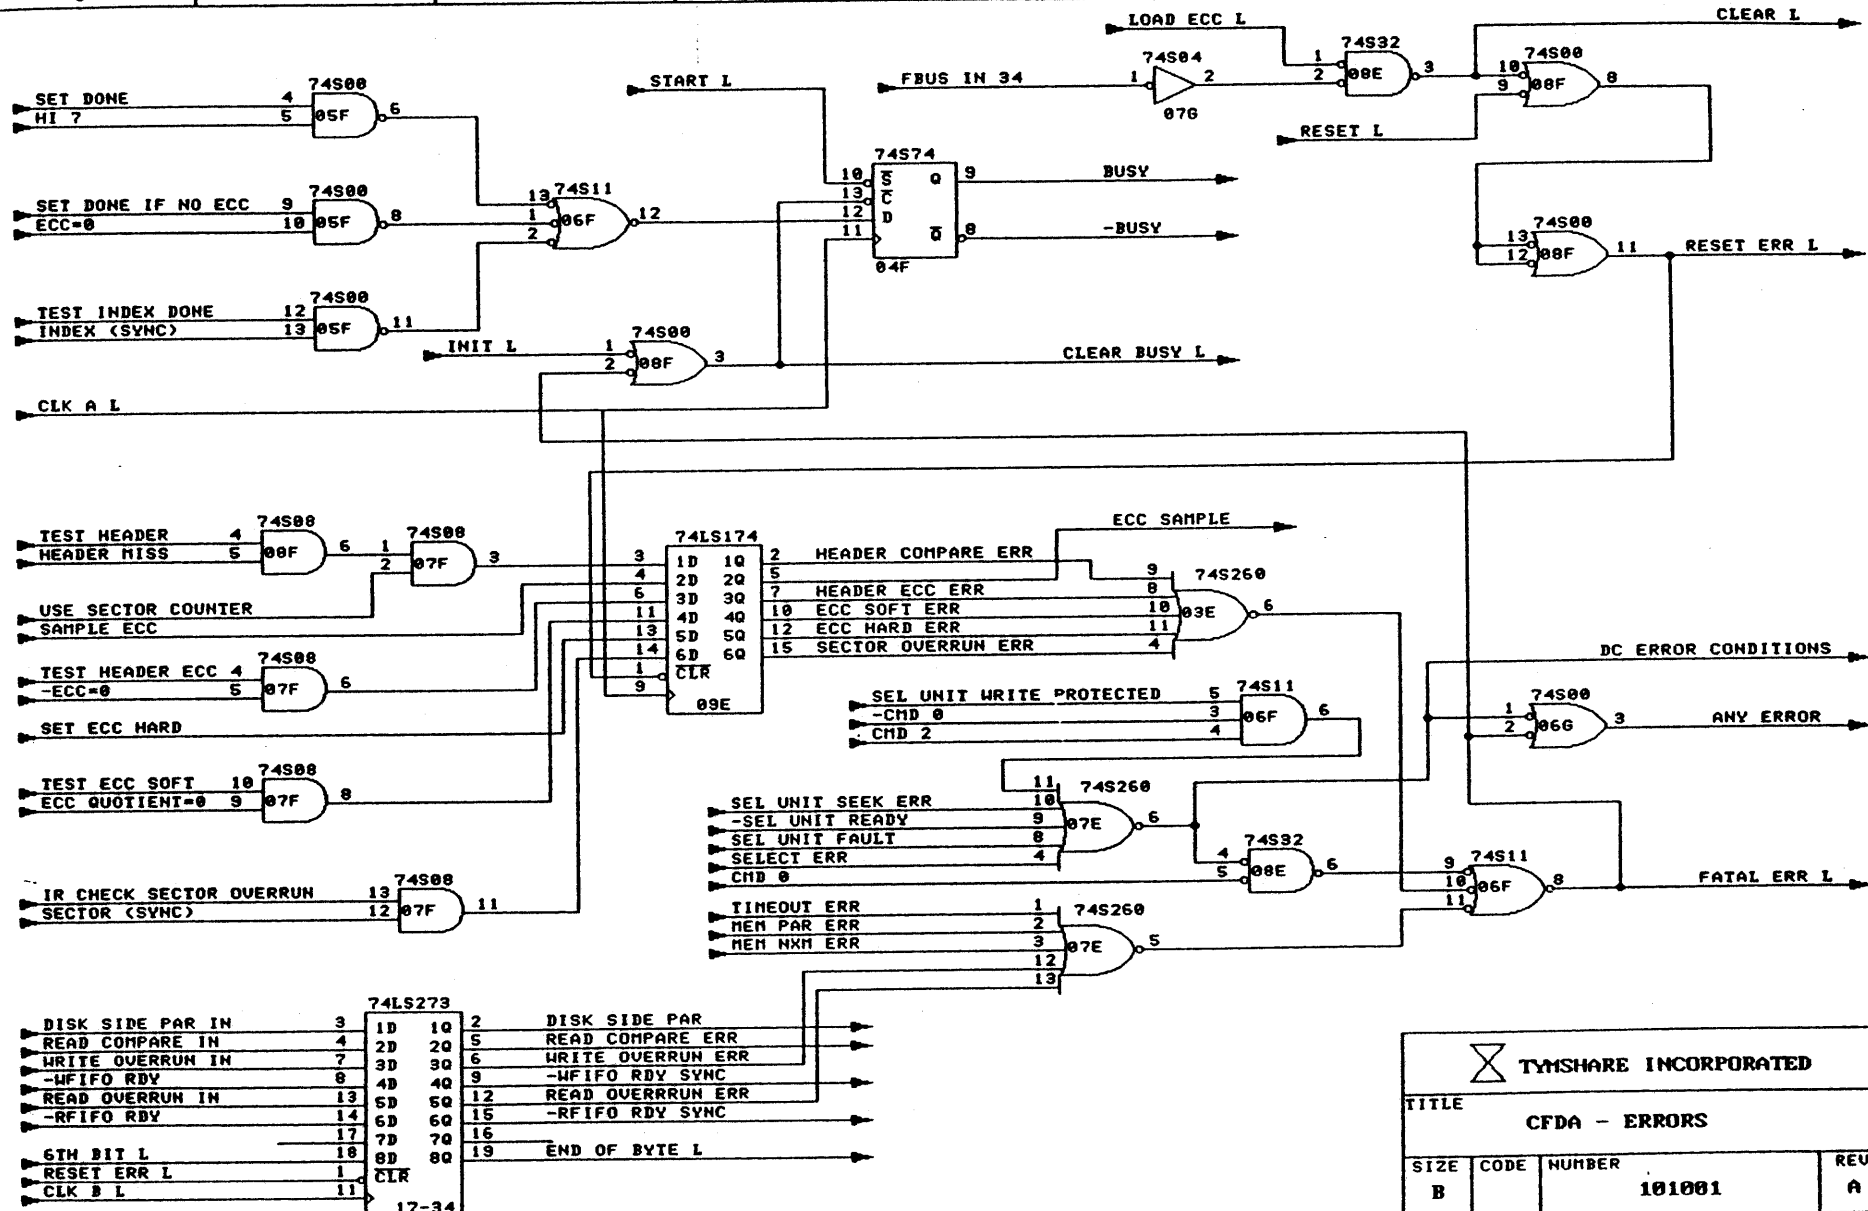 LOAD ECC L
CLEAR L
74S32
1
2
08E
3
74S00
10
9
08F
8
74S04
FBUS IN 34
1
2
07G
RESET L
START L
74S00
SET DONE
4
HI 7
5
05F
6
74S00
SET DONE IF NO ECC
9
ECC=0
10
05F
8
74S00
TEST INDEX DONE
12
INDEX (SYNC)
13
05F
11
74S11
13
1
2
06F
12
74S74
10
S
Q
9
BUSY
13
C
12
D
11
Q
8
-BUSY
04F
74S00
13
12
08F
11
RESET ERR L
74S00
INIT L
1
2
08F
3
CLEAR BUSY L
CLK A L
74S08
TEST HEADER
4
HEADER MISS
5
08F
6
74S08
1
2
07F
3
USE SECTOR COUNTER
SAMPLE ECC
74S08
TEST HEADER ECC
4
-ECC=0
5
07F
6
SET ECC HARD
74S08
TEST ECC SOFT
10
ECC QUOTIENT=0
9
07F
8
74S08
IR CHECK SECTOR OVERRUN
13
SECTOR (SYNC)
12
07F
11
74LS174
3
1D
1Q
2
HEADER COMPARE ERR
4
2D
2Q
5
ECC SAMPLE
6
3D
3Q
7
HEADER ECC ERR
11
4D
4Q
10
ECC SOFT ERR
13
5D
5Q
12
ECC HARD ERR
14
6D
6Q
15
SECTOR OVERRUN ERR
1
CLR
9
09E
74S260
9
8
10
11
4
03E
6
74S11
SEL UNIT WRITE PROTECTED
5
-CMD 0
3
CMD 2
4
06F
6
DC ERROR CONDITIONS
74S00
1
2
06G
3
ANY ERROR
74S260
11
SEL UNIT SEEK ERR
10
-SEL UNIT READY
9
SEL UNIT FAULT
8
SELECT ERR
4
07E
6
CMD 0
74S32
4
5
08E
6
74S11
9
10
11
06F
8
FATAL ERR L
74S260
TIMEOUT ERR
1
MEM PAR ERR
2
MEM NXM ERR
3
12
13
07E
5
74LS273
DISK SIDE PAR IN
3
1D
1Q
2
DISK SIDE PAR
READ COMPARE IN
4
2D
2Q
5
READ COMPARE ERR
WRITE OVERRUN IN
7
3D
3Q
6
WRITE OVERRUN ERR
-WFIFO RDY
8
4D
4Q
9
-WFIFO RDY SYNC
READ OVERRUN IN
13
5D
5Q
12
READ OVERRRUN ERR
-RFIFO RDY
14
6D
6Q
15
-RFIFO RDY SYNC
17
7D
7Q
16
6TH BIT L
18
8D
8Q
19
END OF BYTE L
RESET ERR L
1
CLR
CLK B L
11
17-34
TYMSHARE INCORPORATED
TITLE
CFDA - ERRORS
SIZE
B
CODE
NUMBER
101001
REV
A